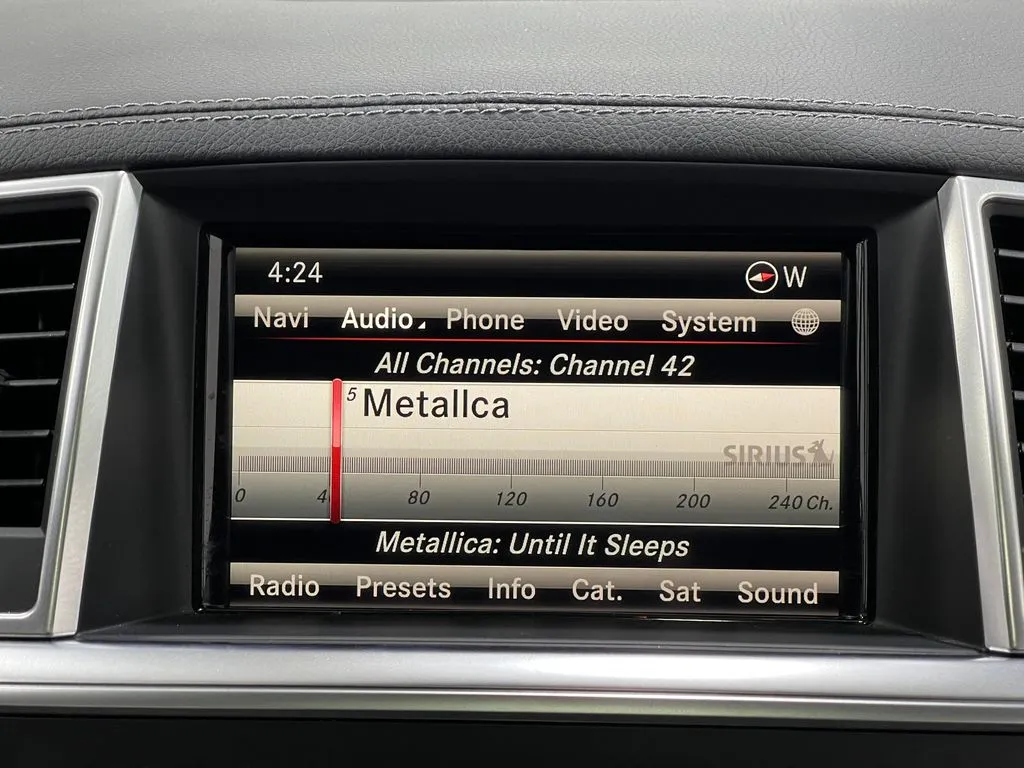 4:24 W
Navi Audio Phone Video System
All Channels: Channel 42
5 Metallca
SIRIUS
0 4 80 120 160 200 240 Ch.
Metallica: Until It Sleeps
Radio Presets Info Cat. Sat Sound